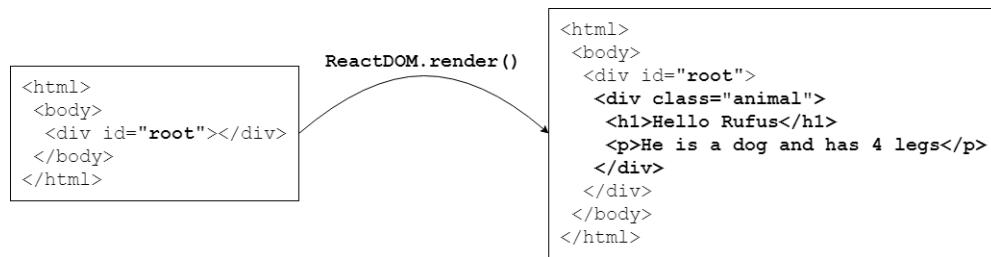 <html>
<body>
<div id="root"></div>
</body>
</html>
ReactDOM.render()
<html>
<body>
<div id="root">
<div class="animal">
<h1>Hello Rufus</h1>
<p>He is a dog and has 4 legs</p>
</div>
</div>
</body>
</html>